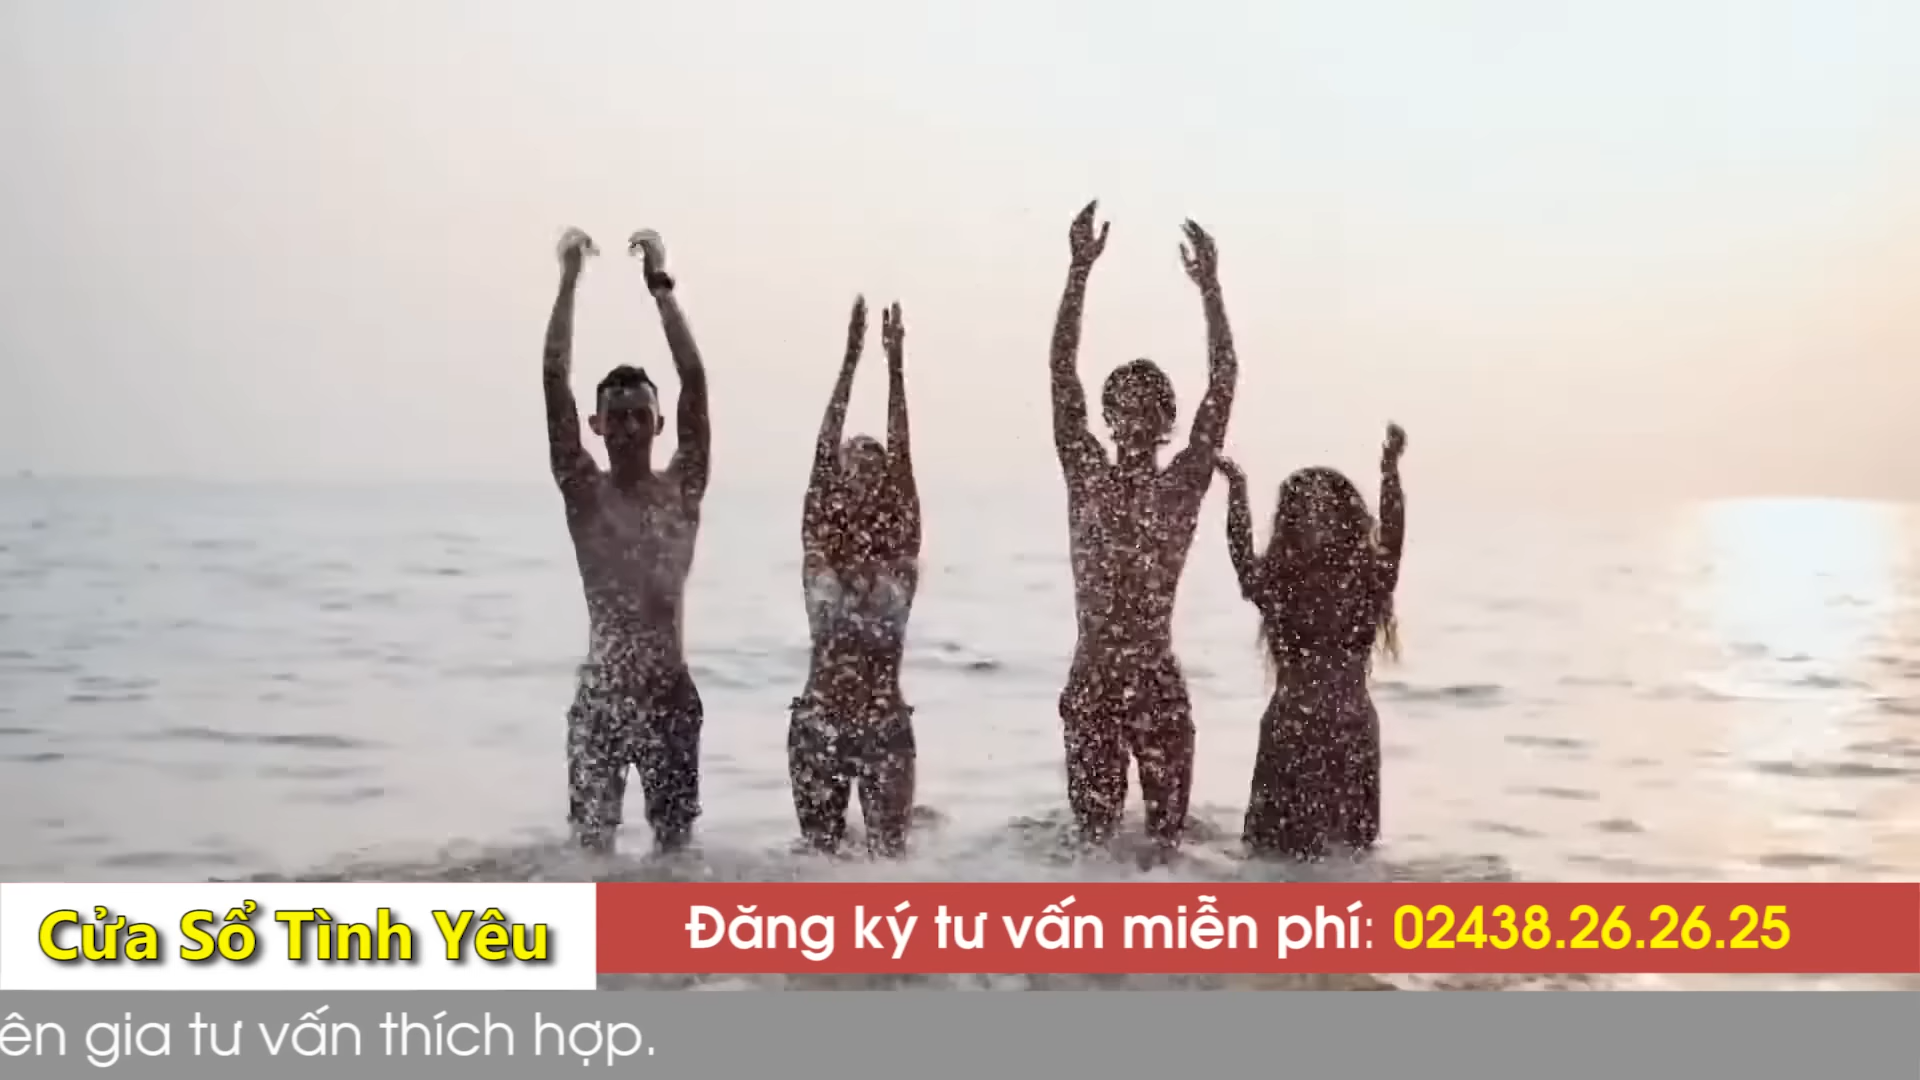 Cửa Sổ Tình Yêu
Đăng ký tư vấn miễn phí: 02438.26.26.25
gia tư vấn thích hợp.